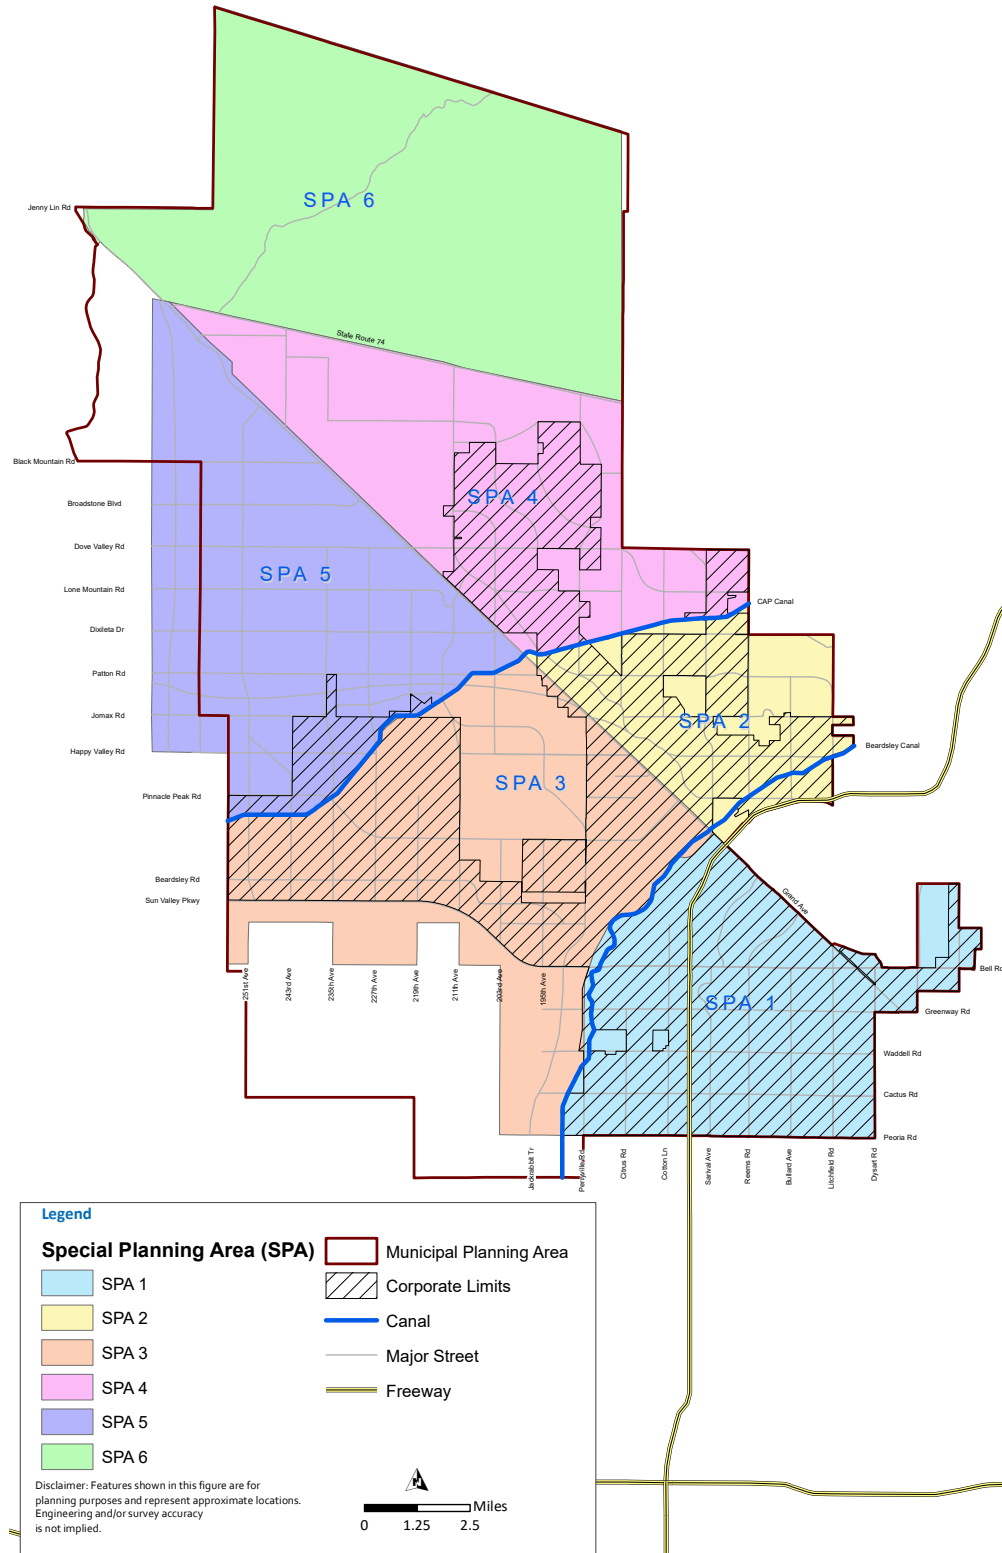 SPA 6
Jenny Lin Rd
State Route 74
Black Mountain Rd
SPA 4
Broadstone Blvd
Dove Valley Rd
SPA 5
Lone Mountain Rd
CAP Canal
Dixileta Dr
Patton Rd
Jomax Rd
SPA 2
Happy Valley Rd
Beardsley Canal
SPA 3
Pinnacle Peak Rd
Beardsley Rd
Sun Valley Pkwy
Grand Ave
Bell Rd
251st Ave
243rd Ave
235th Ave
227th Ave
219th Ave
211th Ave
203rd Ave
195th Ave
SPA 1
Greenway Rd
Waddell Rd
Cactus Rd
Peoria Rd
Jackrabbit Tr
Perryville Rd
Citrus Rd
Cotton Ln
Sarival Ave
Reems Rd
Bullard Ave
Litchfield Rd
Dysart Rd
Legend
Special Planning Area (SPA)
SPA 1
SPA 2
SPA 3
SPA 4
SPA 5
SPA 6
Municipal Planning Area
Corporate Limits
Canal
Major Street
Freeway
Disclaimer: Features shown in this figure are for
planning purposes and represent approximate locations.
Engineering and/or survey accuracy
is not implied.
N
Miles
0 1.25 2.5